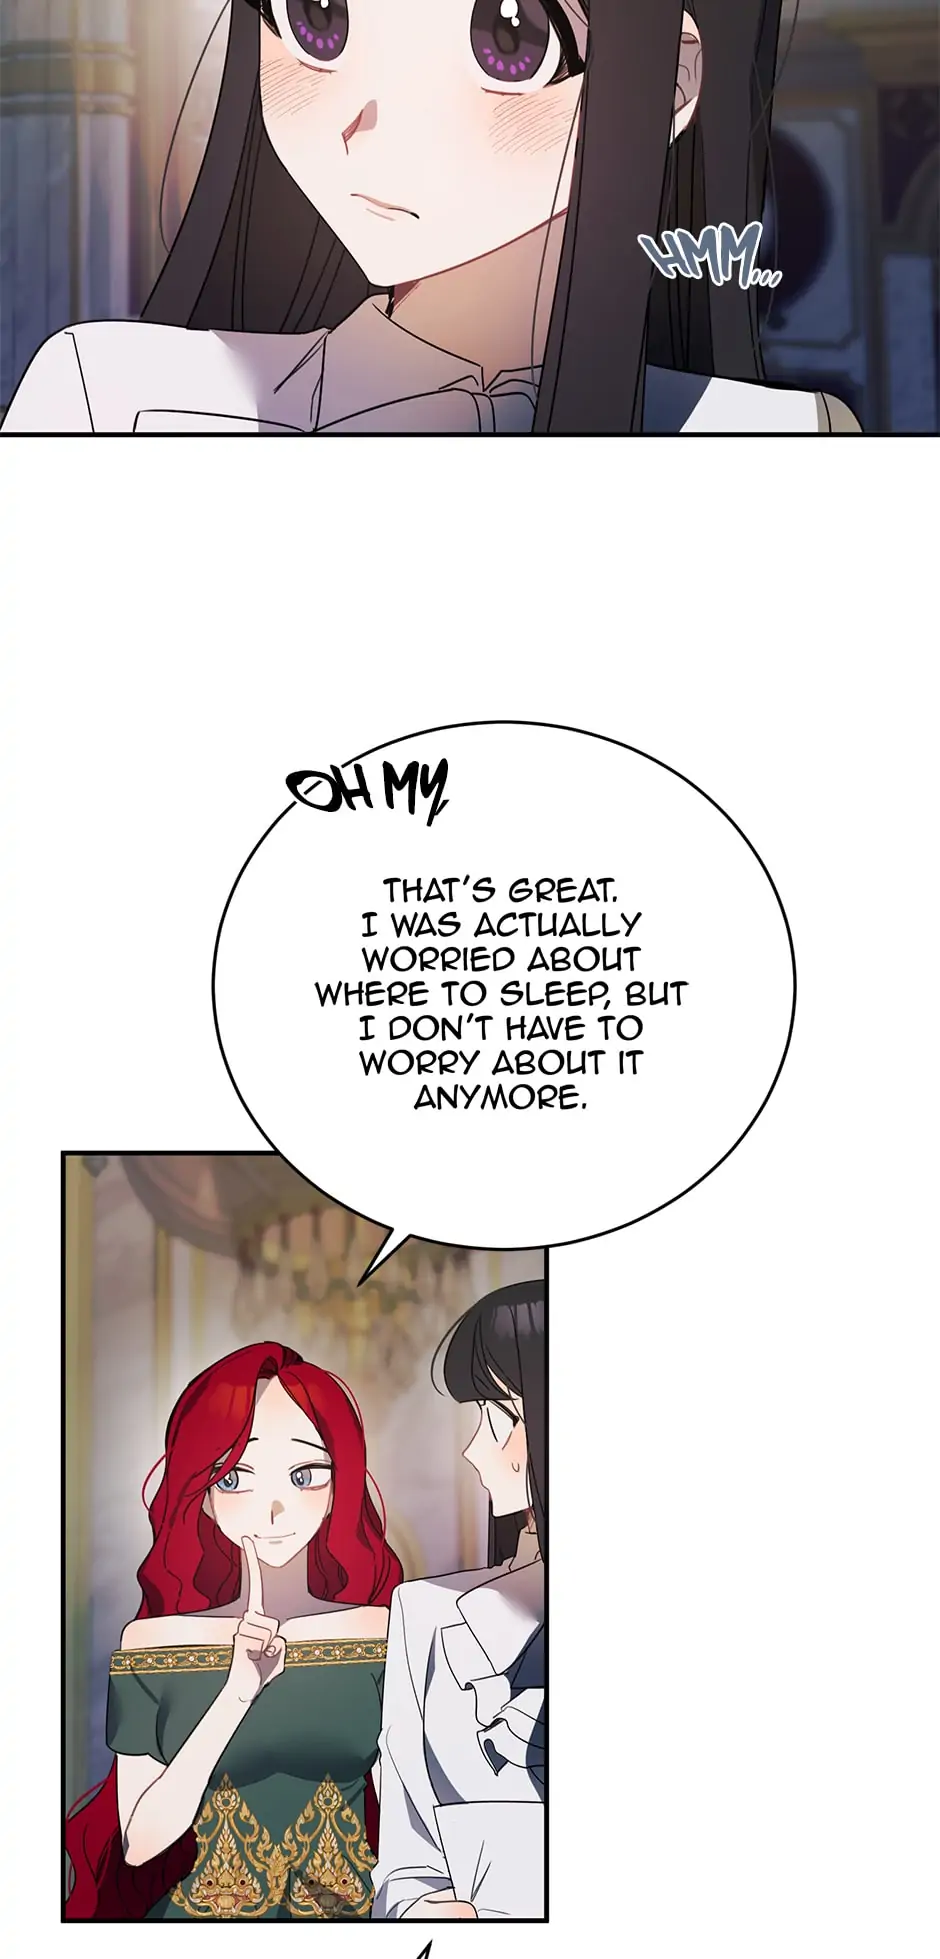 HMM...
OH MY,
THAT'S GREAT.
I WAS ACTUALLY
WORRIED ABOUT
WHERE TO SLEEP, BUT
I DON'T HAVE TO
WORRY ABOUT IT
ANYMORE.